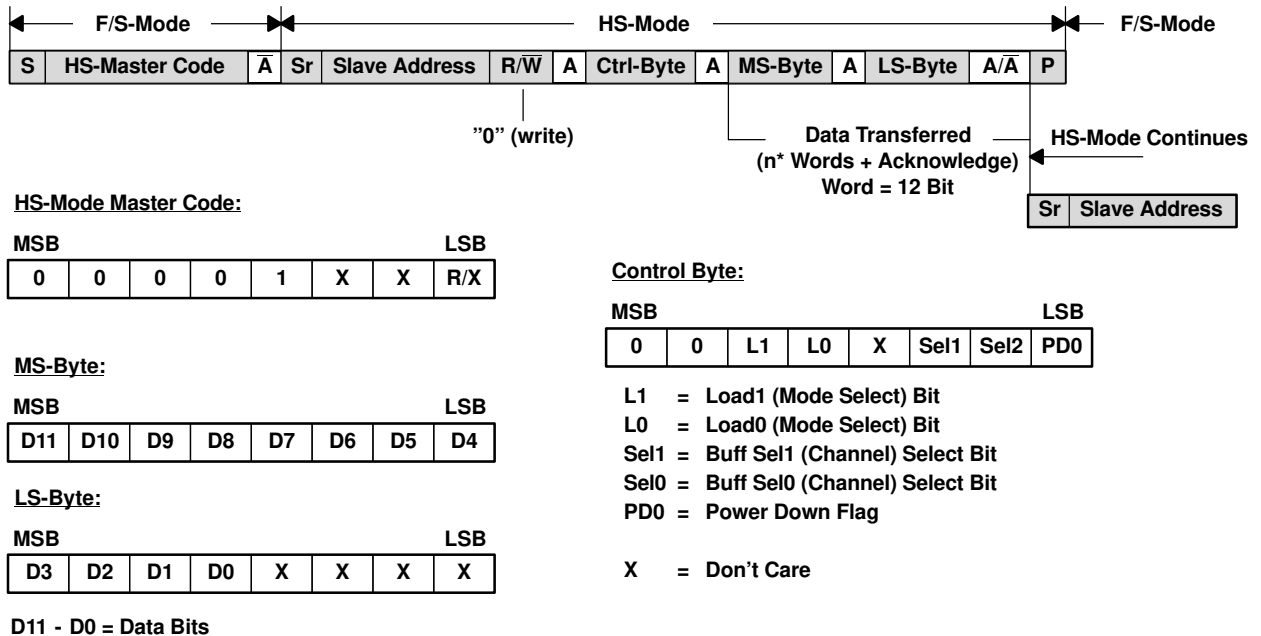 F/S-Mode HS-Mode F/S-Mode
S HS-Master Code A̅ Sr Slave Address R/W̅ A Ctrl-Byte A MS-Byte A LS-Byte A/A̅ P
”0” (write)
Data Transferred
(n* Words + Acknowledge)
Word = 12 Bit
HS-Mode Continues
Sr Slave Address
HS-Mode Master Code:
MSB LSB
0 0 0 0 1 X X R/X
MS-Byte:
MSB LSB
D11 D10 D9 D8 D7 D6 D5 D4
LS-Byte:
MSB LSB
D3 D2 D1 D0 X X X X
D11 - D0 = Data Bits
Control Byte:
MSB LSB
0 0 L1 L0 X Sel1 Sel2 PD0
L1 = Load1 (Mode Select) Bit
L0 = Load0 (Mode Select) Bit
Sel1 = Buff Sel1 (Channel) Select Bit
Sel0 = Buff Sel0 (Channel) Select Bit
PD0 = Power Down Flag
X = Don't Care